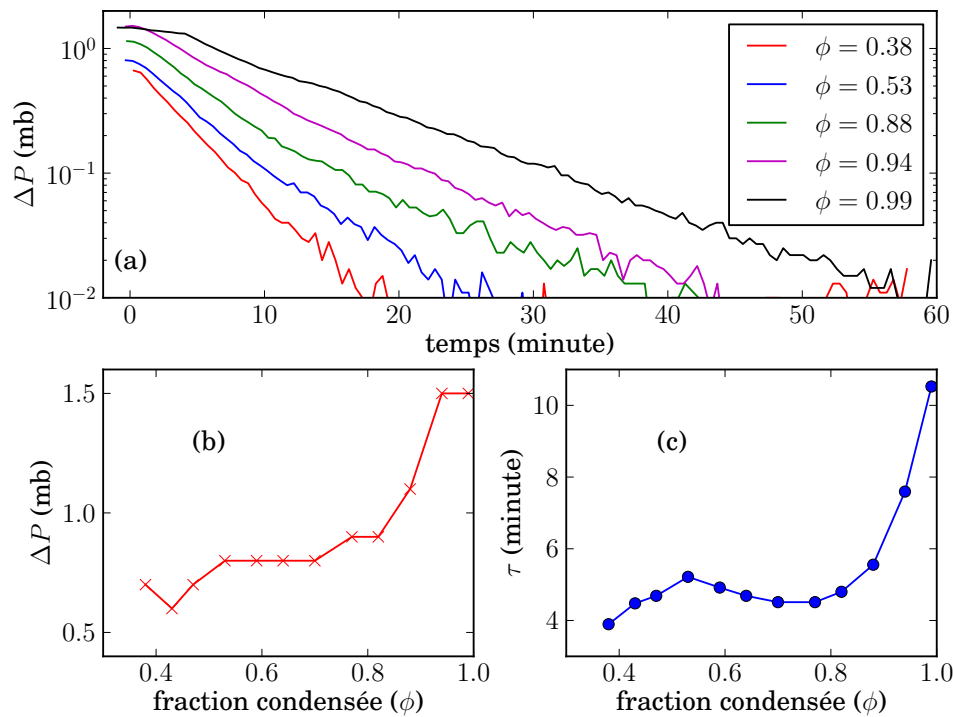 ΔP (mb)
10⁰
10⁻¹
10⁻²
(a)
ϕ = 0.38
ϕ = 0.53
ϕ = 0.88
ϕ = 0.94
ϕ = 0.99
0 10 20 30 40 50 60
temps (minute)
ΔP (mb)
1.5
1.0
0.5
(b)
0.4 0.6 0.8 1.0
fraction condensée (ϕ)
τ (minute)
10
8
6
4
(c)
0.4 0.6 0.8 1.0
fraction condensée (ϕ)